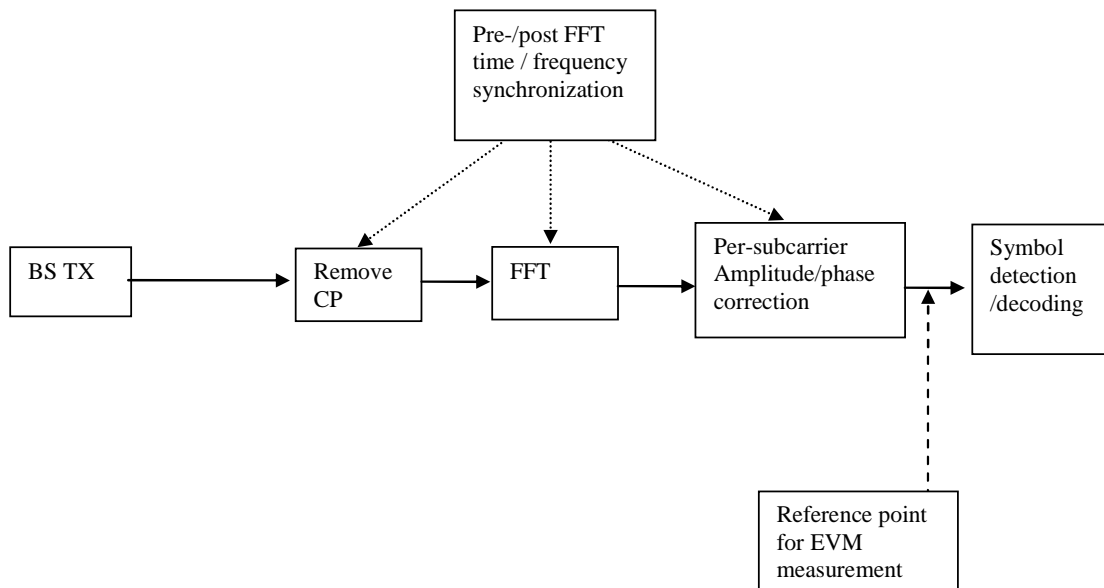 Pre-/post FFT
time / frequency
synchronization
BS TX
Remove
CP
FFT
Per-subcarrier
Amplitude/phase
correction
Symbol
detection
/decoding
Reference point
for EVM
measurement